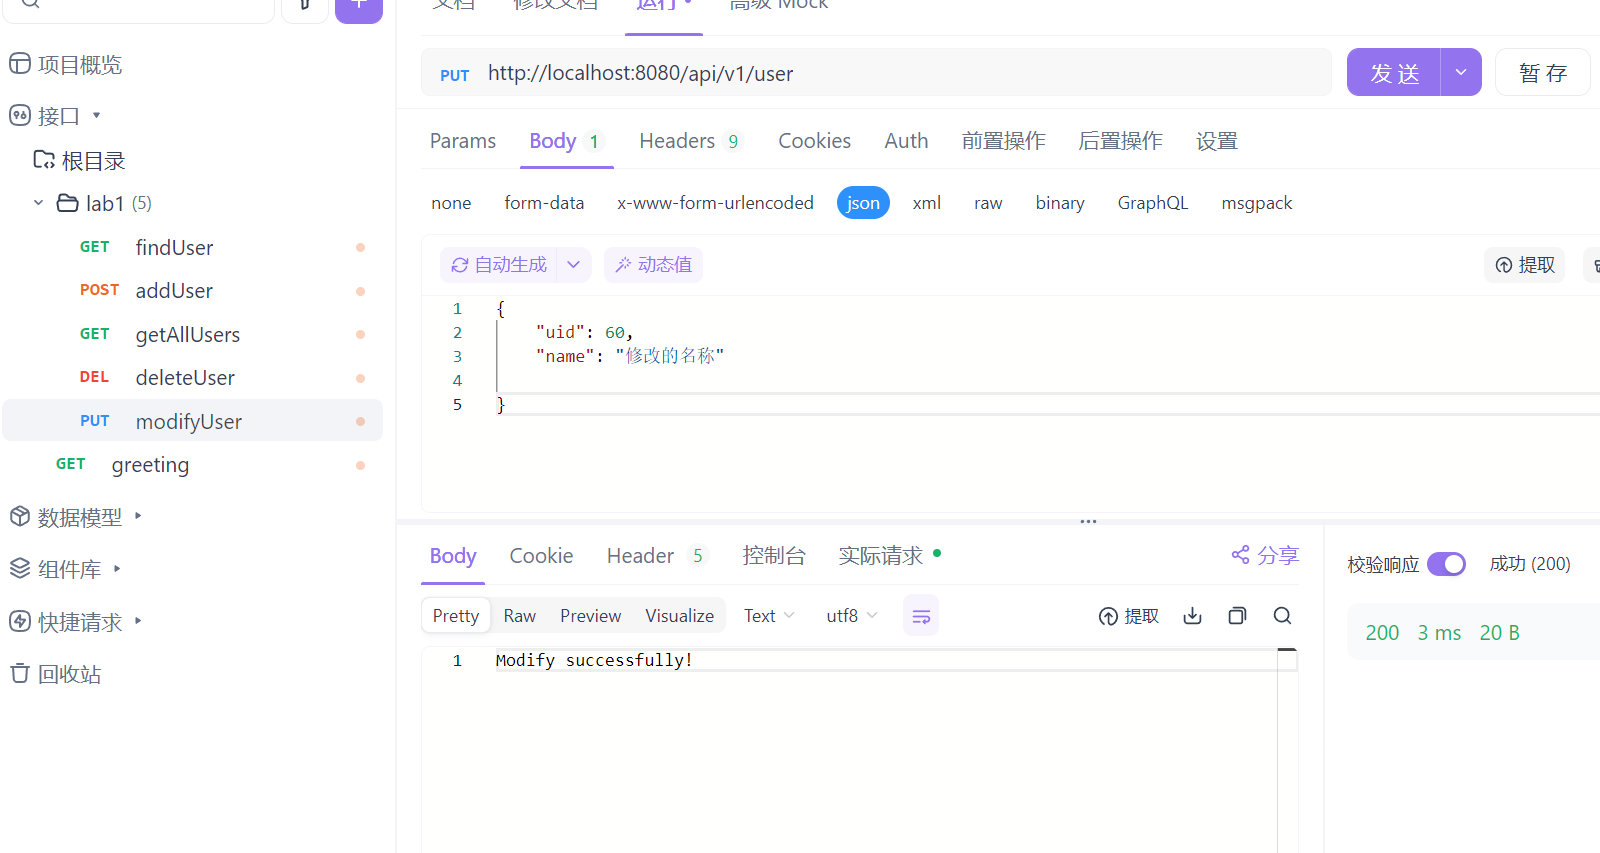 文档 修改文档 运行 高级 Mock
项目概览
接口
根目录
lab1 (5)
GET findUser
POST addUser
GET getAllUsers
DEL deleteUser
PUT modifyUser
GET greeting
数据模型
组件库
快捷请求
回收站
PUT http://localhost:8080/api/v1/user 发 送 暂 存
Params Body 1 Headers 9 Cookies Auth 前置操作 后置操作 设置
none form-data x-www-form-urlencoded json xml raw binary GraphQL msgpack
自动生成 动态值 提取
1 {
2 "uid": 60,
3 "name": "修改的名称"
4
5 }
Body Cookie Header 5 控制台 实际请求 分享
Pretty Raw Preview Visualize Text utf8 提取
1 Modify successfully!
校验响应 成功 (200)
200 3 ms 20 B